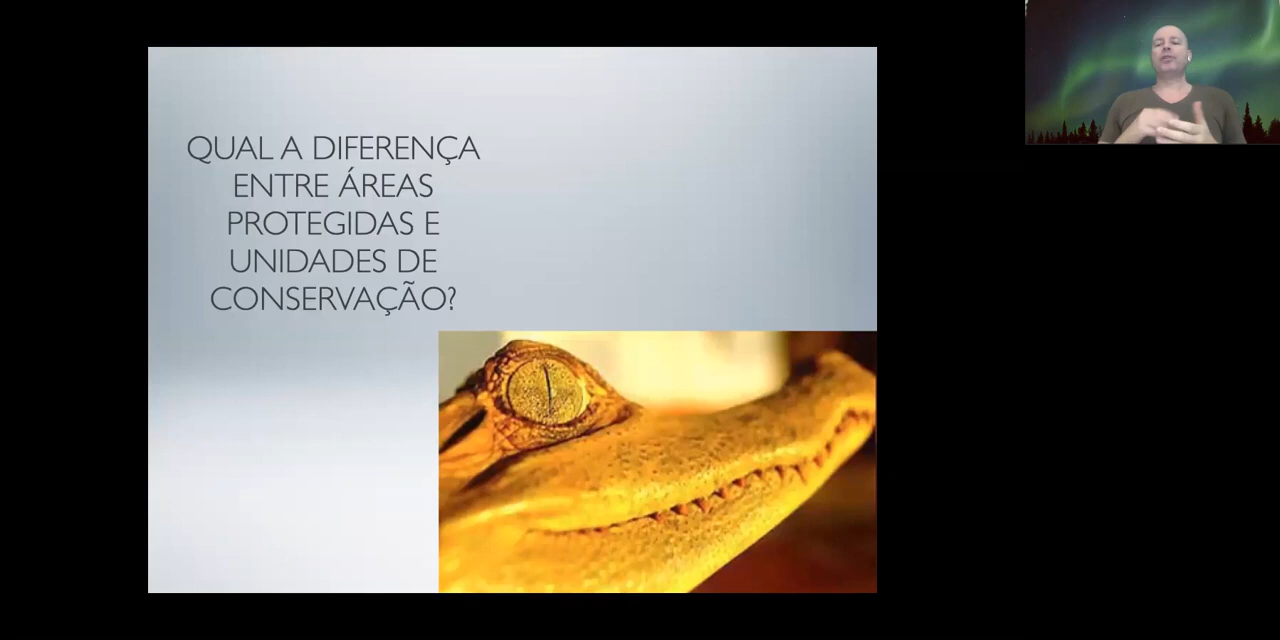 QUAL A DIFERENÇA
ENTRE ÁREAS
PROTEGIDAS E
UNIDADES DE
CONSERVAÇÃO?